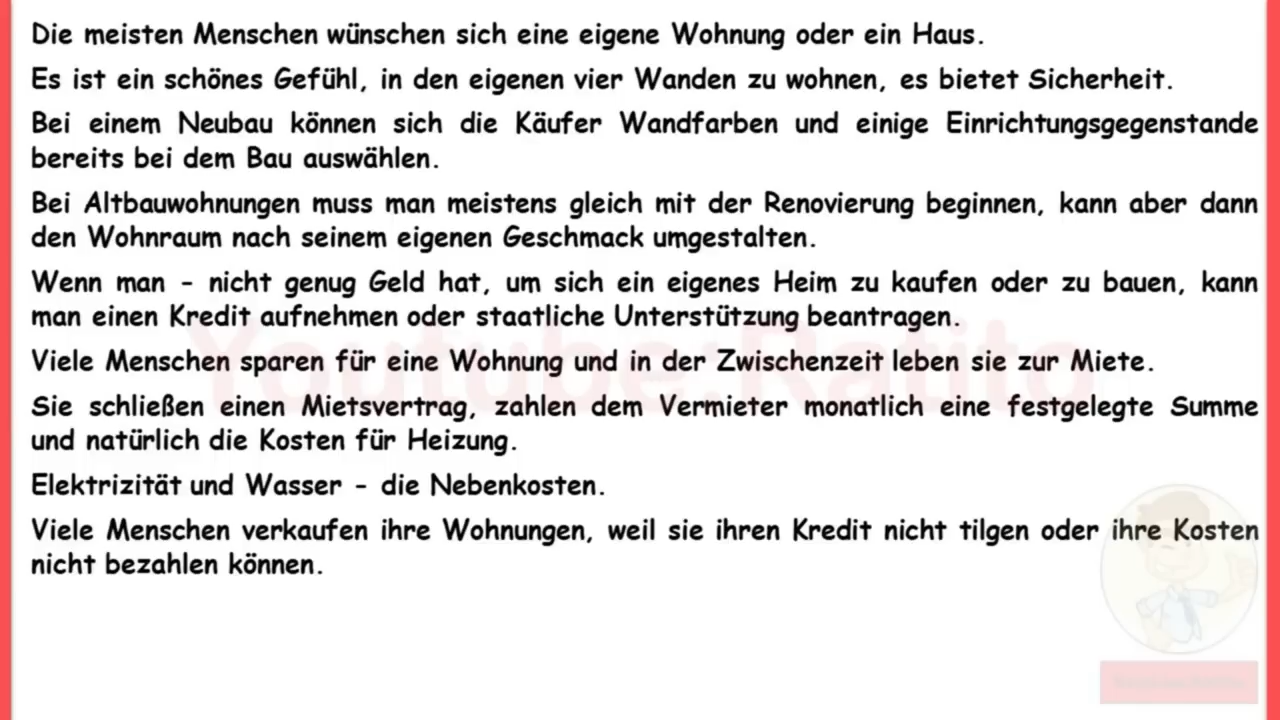 Die meisten Menschen wünschen sich eine eigene Wohnung oder ein Haus.
Es ist ein schönes Gefühl, in den eigenen vier Wanden zu wohnen, es bietet Sicherheit.
Bei einem Neubau können sich die Käufer Wandfarben und einige Einrichtungsgegenstande
bereits bei dem Bau auswählen.
Bei Altbauwohnungen muss man meistens gleich mit der Renovierung beginnen, kann aber dann
den Wohnraum nach seinem eigenen Geschmack umgestalten.
Wenn man - nicht genug Geld hat, um sich ein eigenes Heim zu kaufen oder zu bauen, kann
man einen Kredit aufnehmen oder staatliche Unterstützung beantragen.
Youtube:Rafito
Viele Menschen sparen für eine Wohnung und in der Zwischenzeit leben sie zur Miete.
Sie schließen einen Mietsvertrag, zahlen dem Vermieter monatlich eine festgelegte Summe
und natürlich die Kosten für Heizung.
Elektrizität und Wasser - die Nebenkosten.
Viele Menschen verkaufen ihre Wohnungen, weil sie ihren Kredit nicht tilgen oder ihre Kosten
nicht bezahlen können.